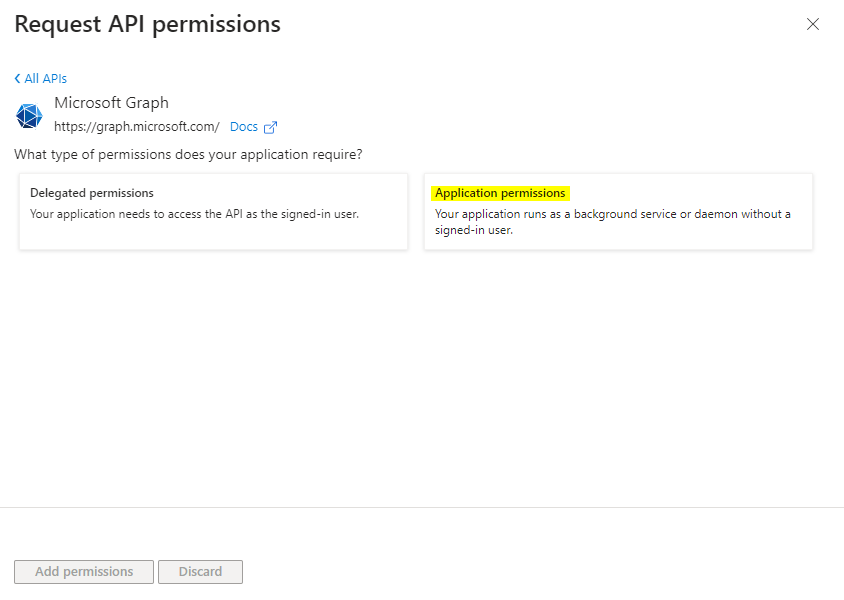 Request API permissions
All APIs
Microsoft Graph
https://graph.microsoft.com/ Docs
What type of permissions does your application require?
Delegated permissions
Your application needs to access the API as the signed-in user.
Application permissions
Your application runs as a background service or daemon without a
signed-in user.
Add permissions
Discard